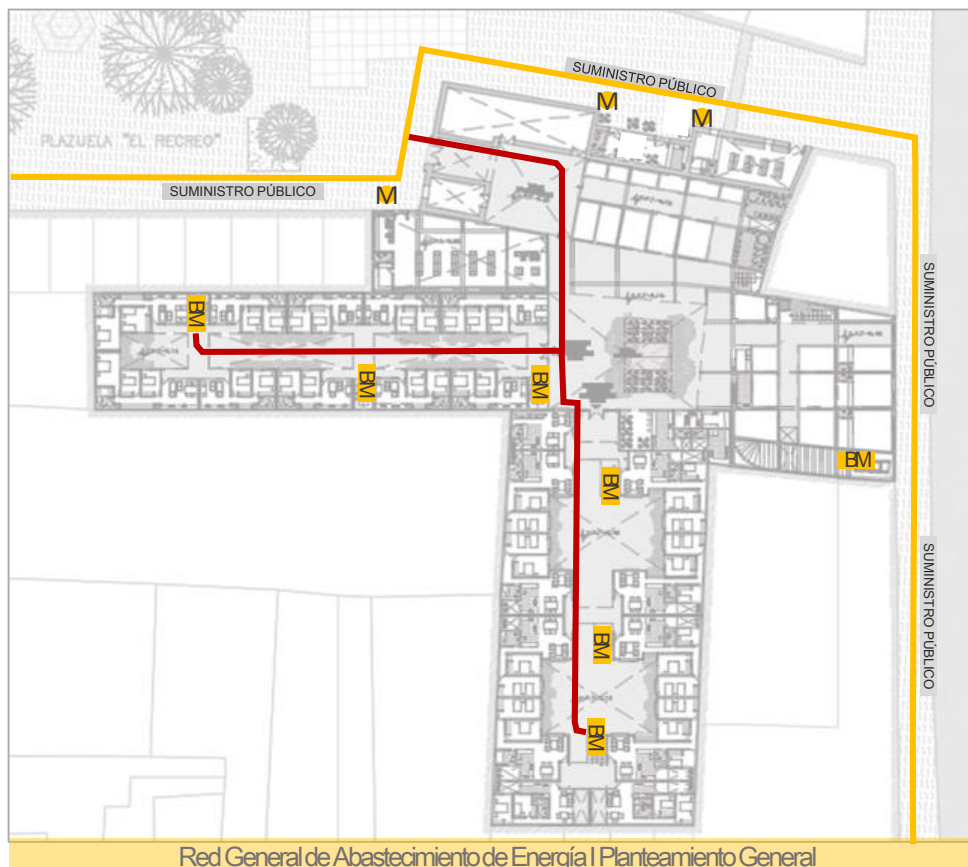 SUMINISTRO PÚBLICO
M
M
PLAZUELA "EL RECREO"
SUMINISTRO PÚBLICO
M
SUMINISTRO PÚBLICO
BM
BM
BM
BM
BM
SUMINISTRO PÚBLICO
BM
BM
Red General de Abastecimiento de Energía I Planteamiento General